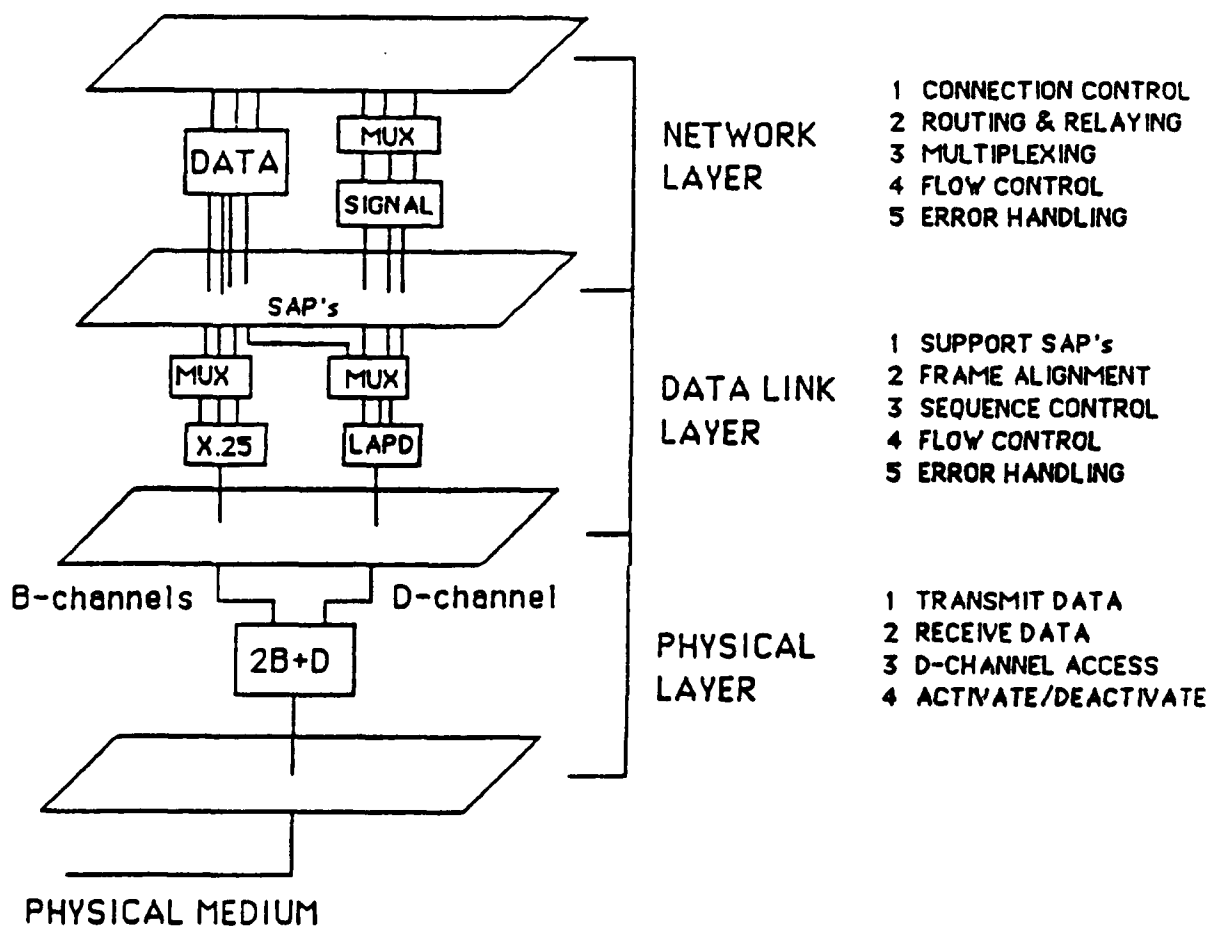 MUX
DATA
SIGNAL
NETWORK
LAYER
1 CONNECTION CONTROL
2 ROUTING & RELAYING
3 MULTIPLEXING
4 FLOW CONTROL
5 ERROR HANDLING
SAP's
MUX
MUX
X.25
LAPD
DATA LINK
LAYER
1 SUPPORT SAP's
2 FRAME ALIGNMENT
3 SEQUENCE CONTROL
4 FLOW CONTROL
5 ERROR HANDLING
B-channels
D-channel
2B+D
PHYSICAL
LAYER
1 TRANSMIT DATA
2 RECEIVE DATA
3 D-CHANNEL ACCESS
4 ACTIVATE/DEACTIVATE
PHYSICAL MEDIUM